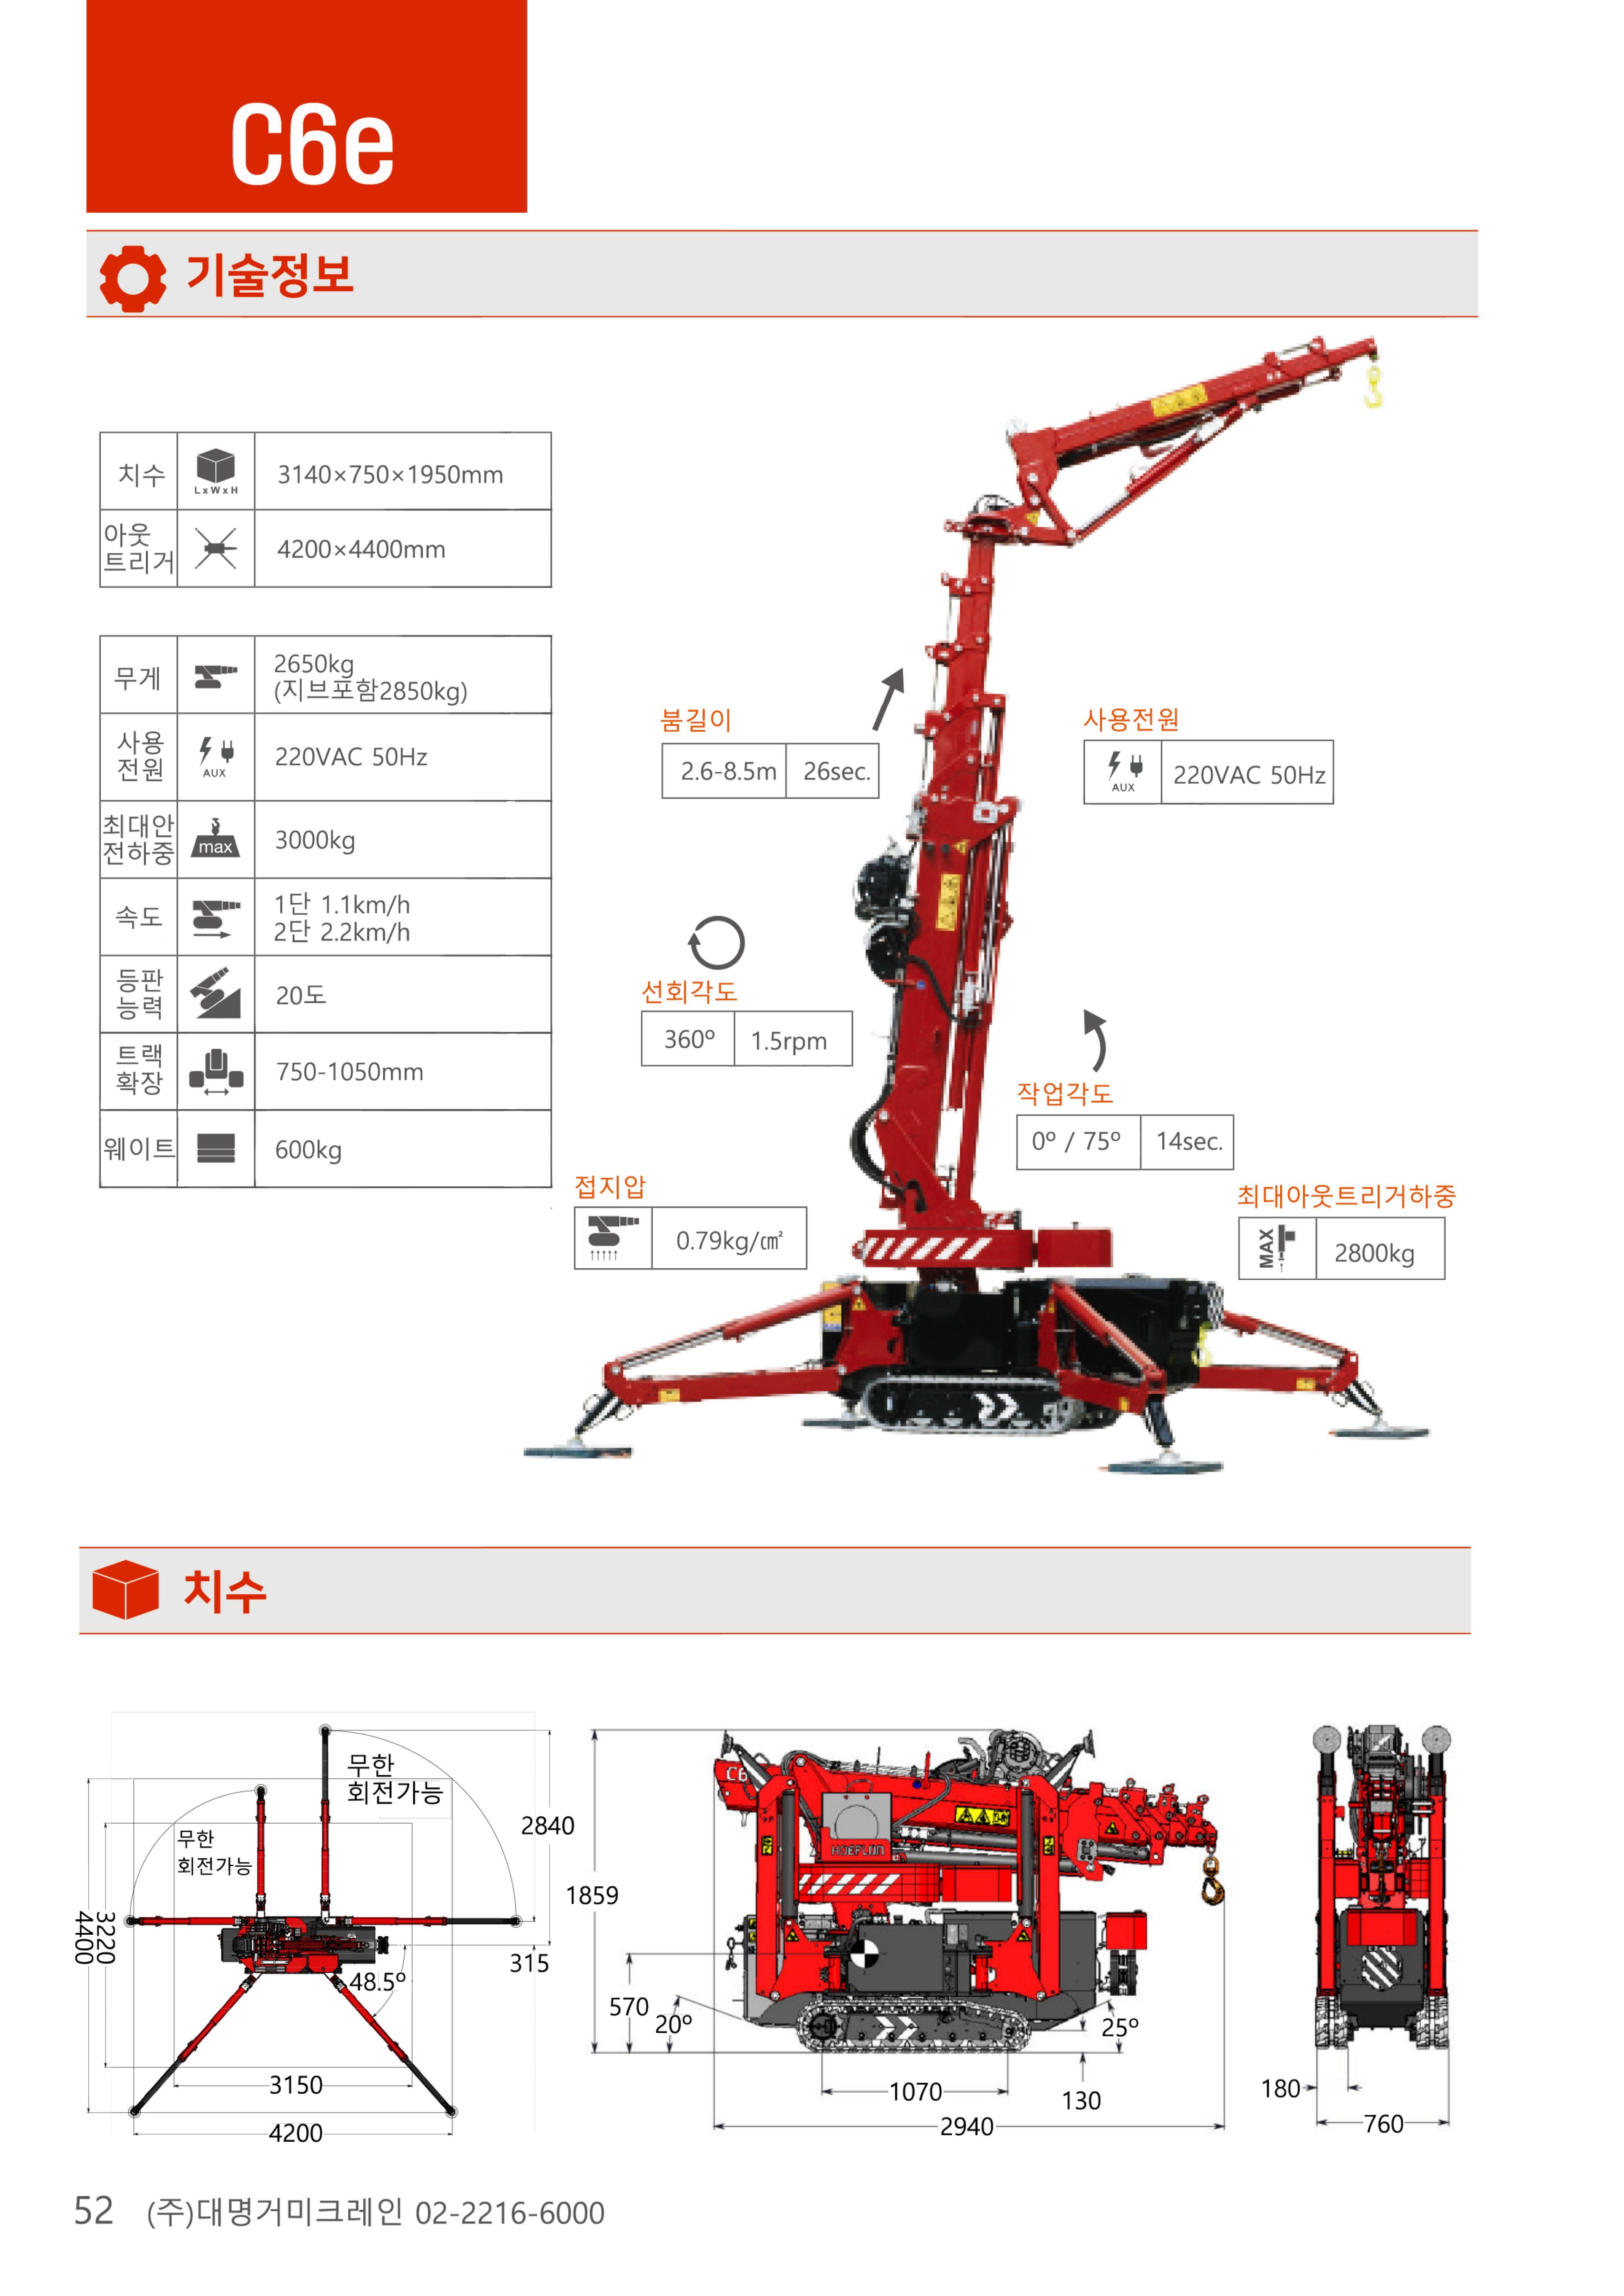 C6e
기술정보
치수
LxWxH
3140×750×1950mm
아웃
트리거
4200×4400mm
무게
2650kg
(지브포함2850kg)
사용
전원
AUX
220VAC 50Hz
최대안
전하중
max
3000kg
속도
1단 1.1km/h
2단 2.2km/h
등판
능력
20도
트랙
확장
750-1050mm
웨이트
600kg
붐길이
2.6-8.5m
26sec.
사용전원
AUX
220VAC 50Hz
선회각도
360º
1.5rpm
작업각도
0º / 75º
14sec.
접지압
0.79kg/㎠
최대아웃트리거하중
MAX
2800kg
치수
무한
회전가능
무한
회전가능
2840
315
3220
4400
48.5º
3150
4200
C6
HOEFLON
1859
570
20º
25º
1070
130
2940
180
760
52 (주)대명거미크레인 02-2216-6000